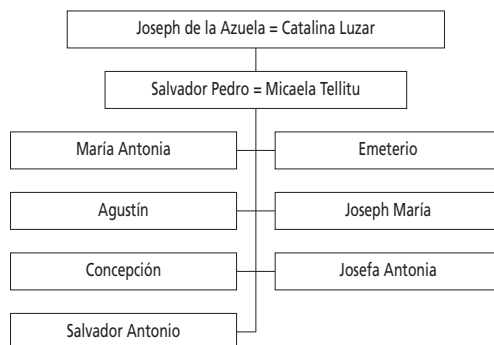 Joseph de la Azuela = Catalina Luzar
Salvador Pedro = Micaela Tellitu
María Antonia
Emeterio
Agustín
Joseph María
Concepción
Josefa Antonia
Salvador Antonio